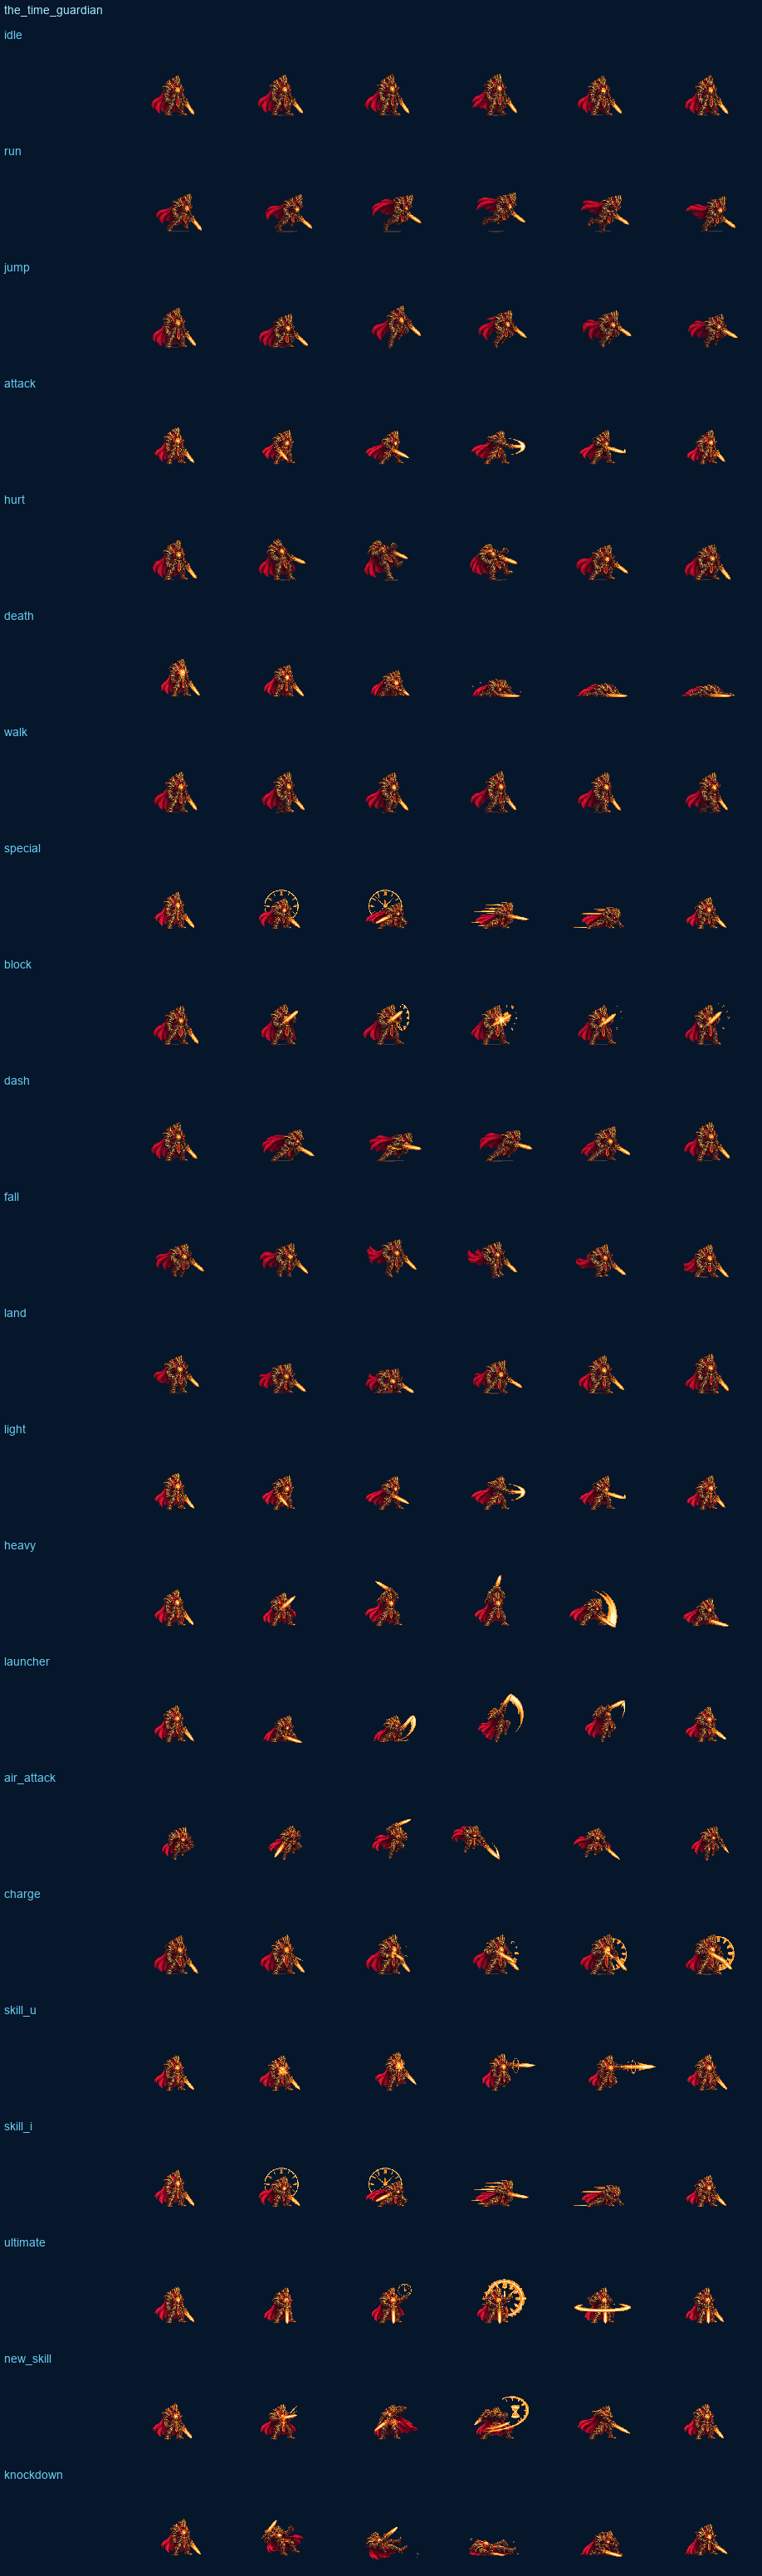 the_time_guardian
idle
run
jump
attack
hurt
death
walk
special
block
dash
fall
land
light
heavy
launcher
air_attack
charge
skill_u
skill_i
ultimate
new_skill
knockdown